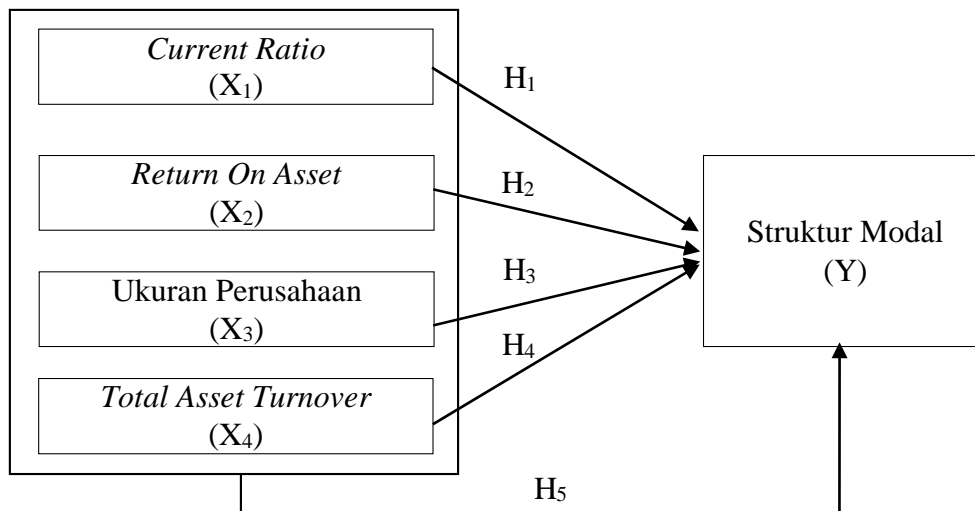 Current Ratio
(X₁)
H₁
Return On Asset
(X₂)
H₂
Ukuran Perusahaan
(X₃)
H₃
Total Asset Turnover
(X₄)
H₄
Struktur Modal
(Y)
H₅